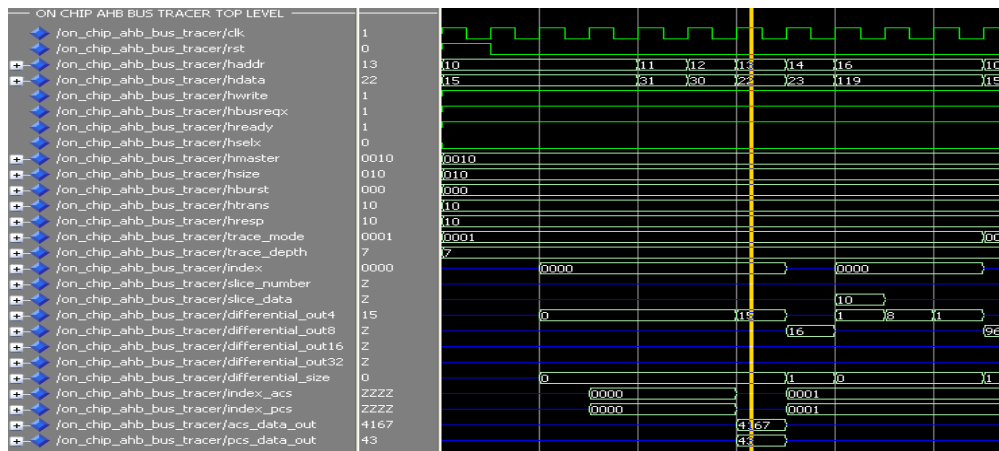 ON CHIP AHB BUS TRACER TOP LEVEL
/on_chip_ahb_bus_tracer/clk 1
/on_chip_ahb_bus_tracer/rst 0
/on_chip_ahb_bus_tracer/haddr 13 10 11 12 13 14 16 10
/on_chip_ahb_bus_tracer/hdata 22 15 31 30 22 23 119 15
/on_chip_ahb_bus_tracer/hwrite 1
/on_chip_ahb_bus_tracer/hbusreqx 1
/on_chip_ahb_bus_tracer/hready 1
/on_chip_ahb_bus_tracer/hselx 0
/on_chip_ahb_bus_tracer/hmaster 0010 0010
/on_chip_ahb_bus_tracer/hsize 010 010
/on_chip_ahb_bus_tracer/hburst 000 000
/on_chip_ahb_bus_tracer/htrans 10 10
/on_chip_ahb_bus_tracer/hresp 10 10
/on_chip_ahb_bus_tracer/trace_mode 0001 0001 00
/on_chip_ahb_bus_tracer/trace_depth 7 7
/on_chip_ahb_bus_tracer/index 0000 0000 0000
/on_chip_ahb_bus_tracer/slice_number Z
/on_chip_ahb_bus_tracer/slice_data Z 10
/on_chip_ahb_bus_tracer/differential_out4 15 0 15 1 8 1
/on_chip_ahb_bus_tracer/differential_out8 Z 16 96
/on_chip_ahb_bus_tracer/differential_out16 Z
/on_chip_ahb_bus_tracer/differential_out32 Z
/on_chip_ahb_bus_tracer/differential_size 0 0 1 0 1
/on_chip_ahb_bus_tracer/index_acs ZZZZ 0000 0001
/on_chip_ahb_bus_tracer/index_pcs ZZZZ 0000 0001
/on_chip_ahb_bus_tracer/acs_data_out 4167 4167
/on_chip_ahb_bus_tracer/pcs_data_out 43 43